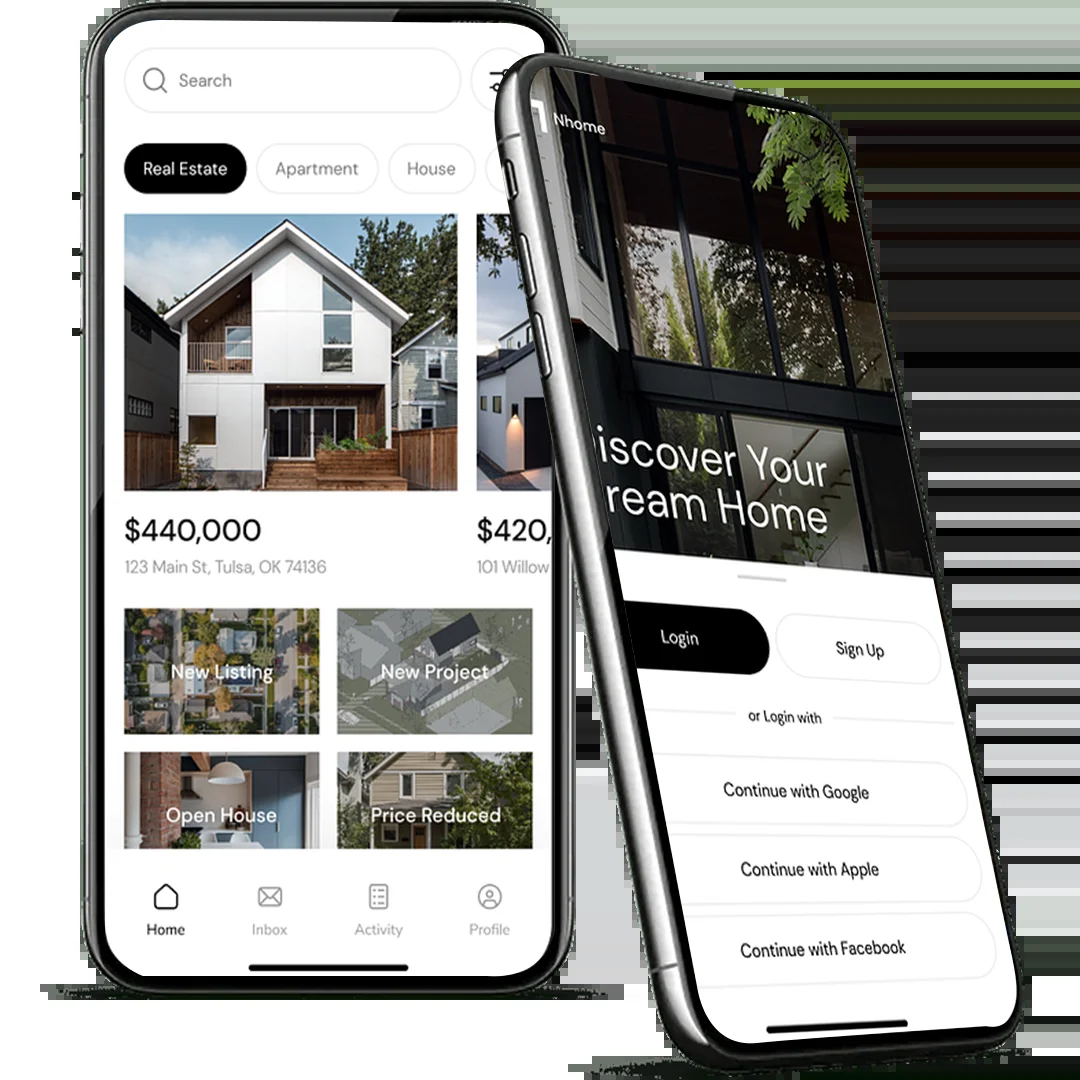 Search
Real Estate
Apartment
House
$440,000
123 Main St, Tulsa, OK 74136
$420,
101 Willow
New Listing
New Project
Open House
Price Reduced
Home
Inbox
Activity
Profile
Nhome
iscover Your
ream Home
Login
Sign Up
or Login with
Continue with Google
Continue with Apple
Continue with Facebook